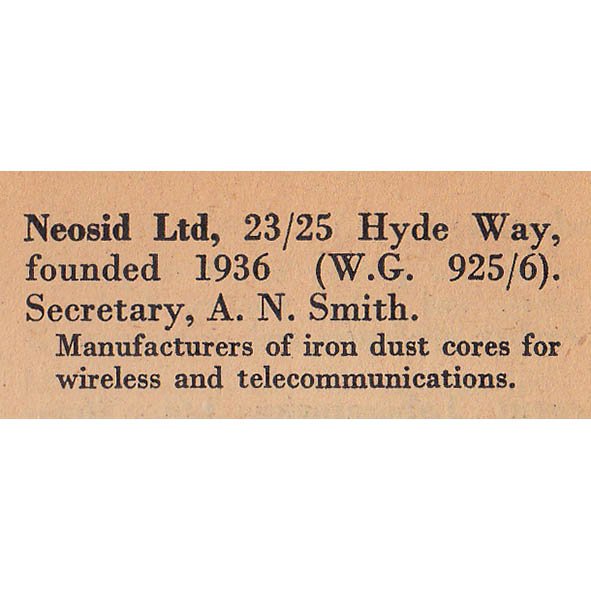 Neosid Ltd, 23/25 Hyde Way,
founded 1936 (W.G. 925/6).
Secretary, A. N. Smith.
Manufacturers of iron dust cores for
wireless and telecommunications.